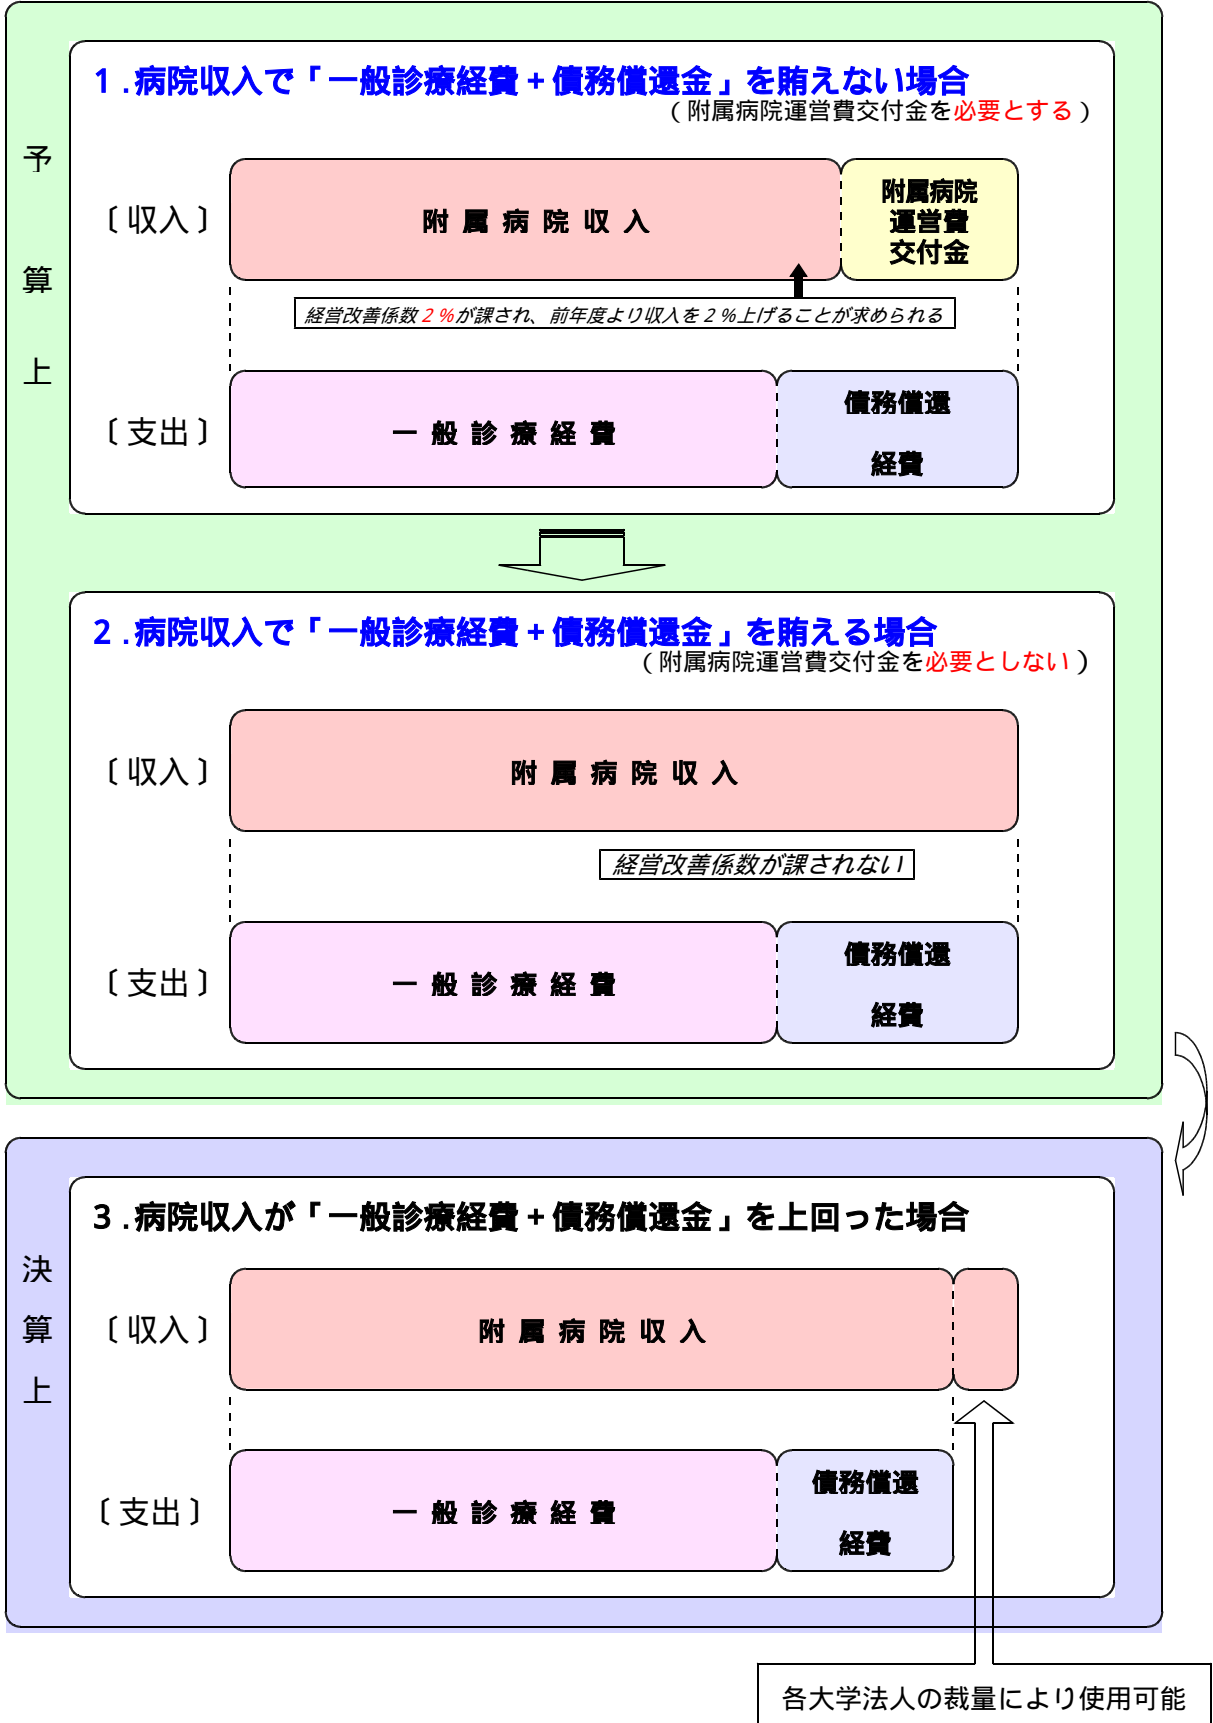 予算上
１.病院収入で「一般診療経費+債務償還金」を賄えない場合
（附属病院運営費交付金を必要とする）
〔収入〕
附属病院収入
附属病院
運営費
交付金
経営改善係数２%が課され、前年度より収入を２%上げることが求められる
〔支出〕
一般診療経費
債務償還
経費
２.病院収入で「一般診療経費+債務償還金」を賄える場合
（附属病院運営費交付金を必要としない）
〔収入〕
附属病院収入
経営改善係数が課されない
〔支出〕
一般診療経費
債務償還
経費
決算上
３.病院収入が「一般診療経費+債務償還金」を上回った場合
〔収入〕
附属病院収入
〔支出〕
一般診療経費
債務償還
経費
各大学法人の裁量により使用可能